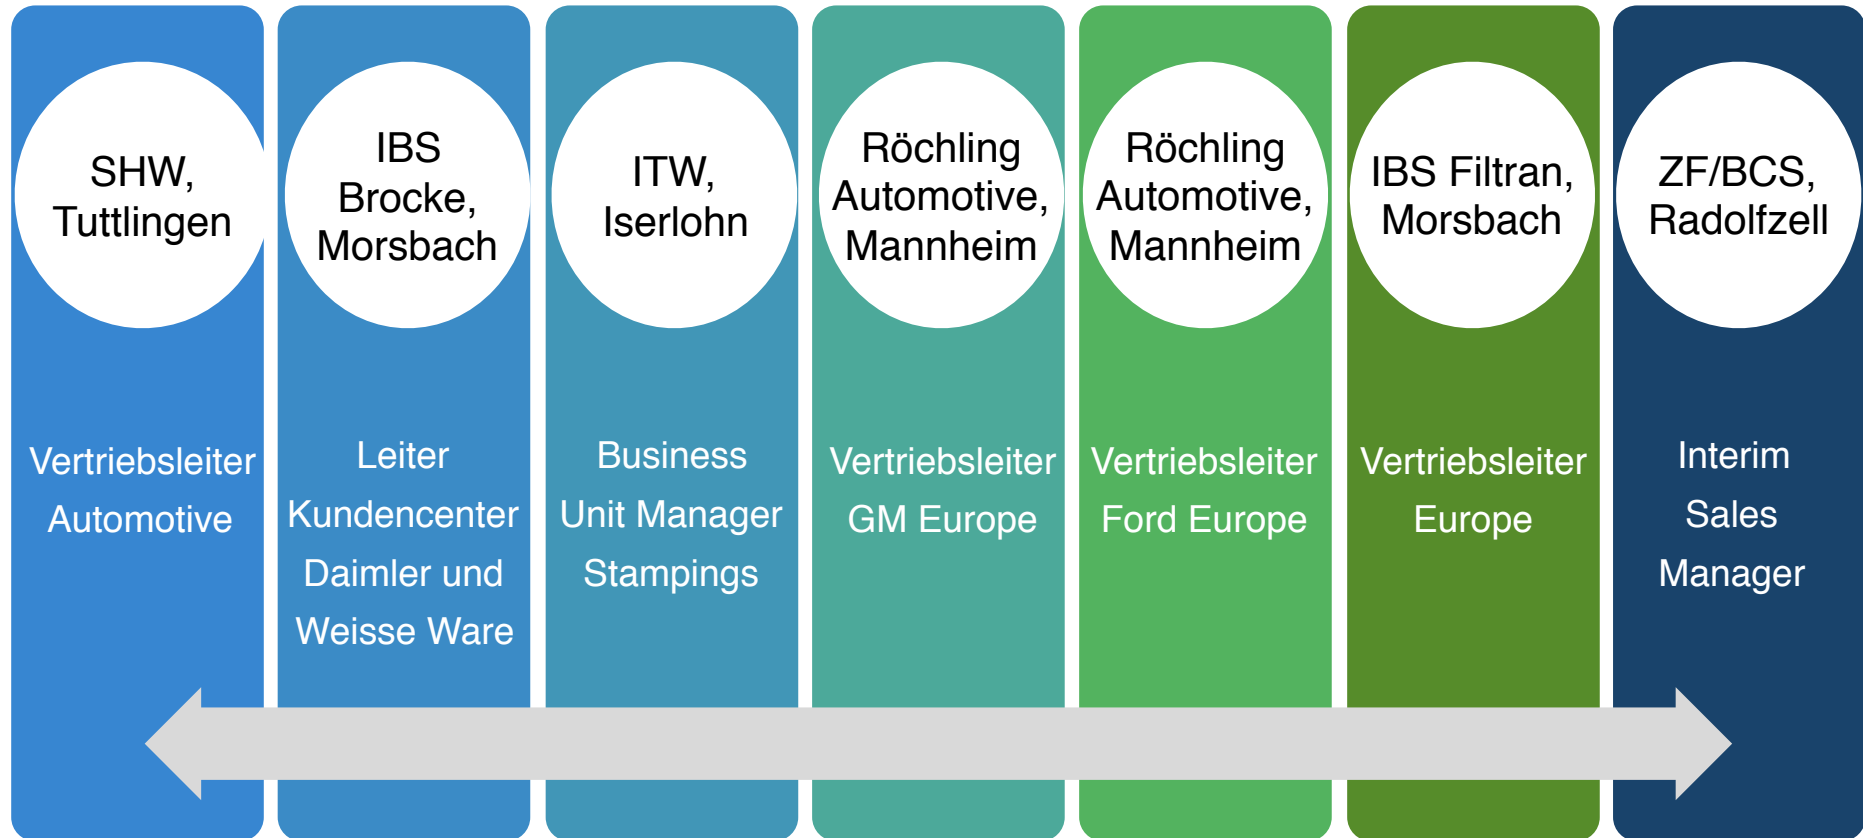 SHW,
Tuttlingen
IBS
Brocke,
Morsbach
ITW,
Iserlohn
Röchling
Automotive,
Mannheim
Röchling
Automotive,
Mannheim
IBS Filtran,
Morsbach
ZF/BCS,
Radolfzell
Vertriebsleiter
Automotive
Leiter
Kundencenter
Daimler und
Weisse Ware
Business
Unit Manager
Stampings
Vertriebsleiter
GM Europe
Vertriebsleiter
Ford Europe
Vertriebsleiter
Europe
Interim
Sales
Manager